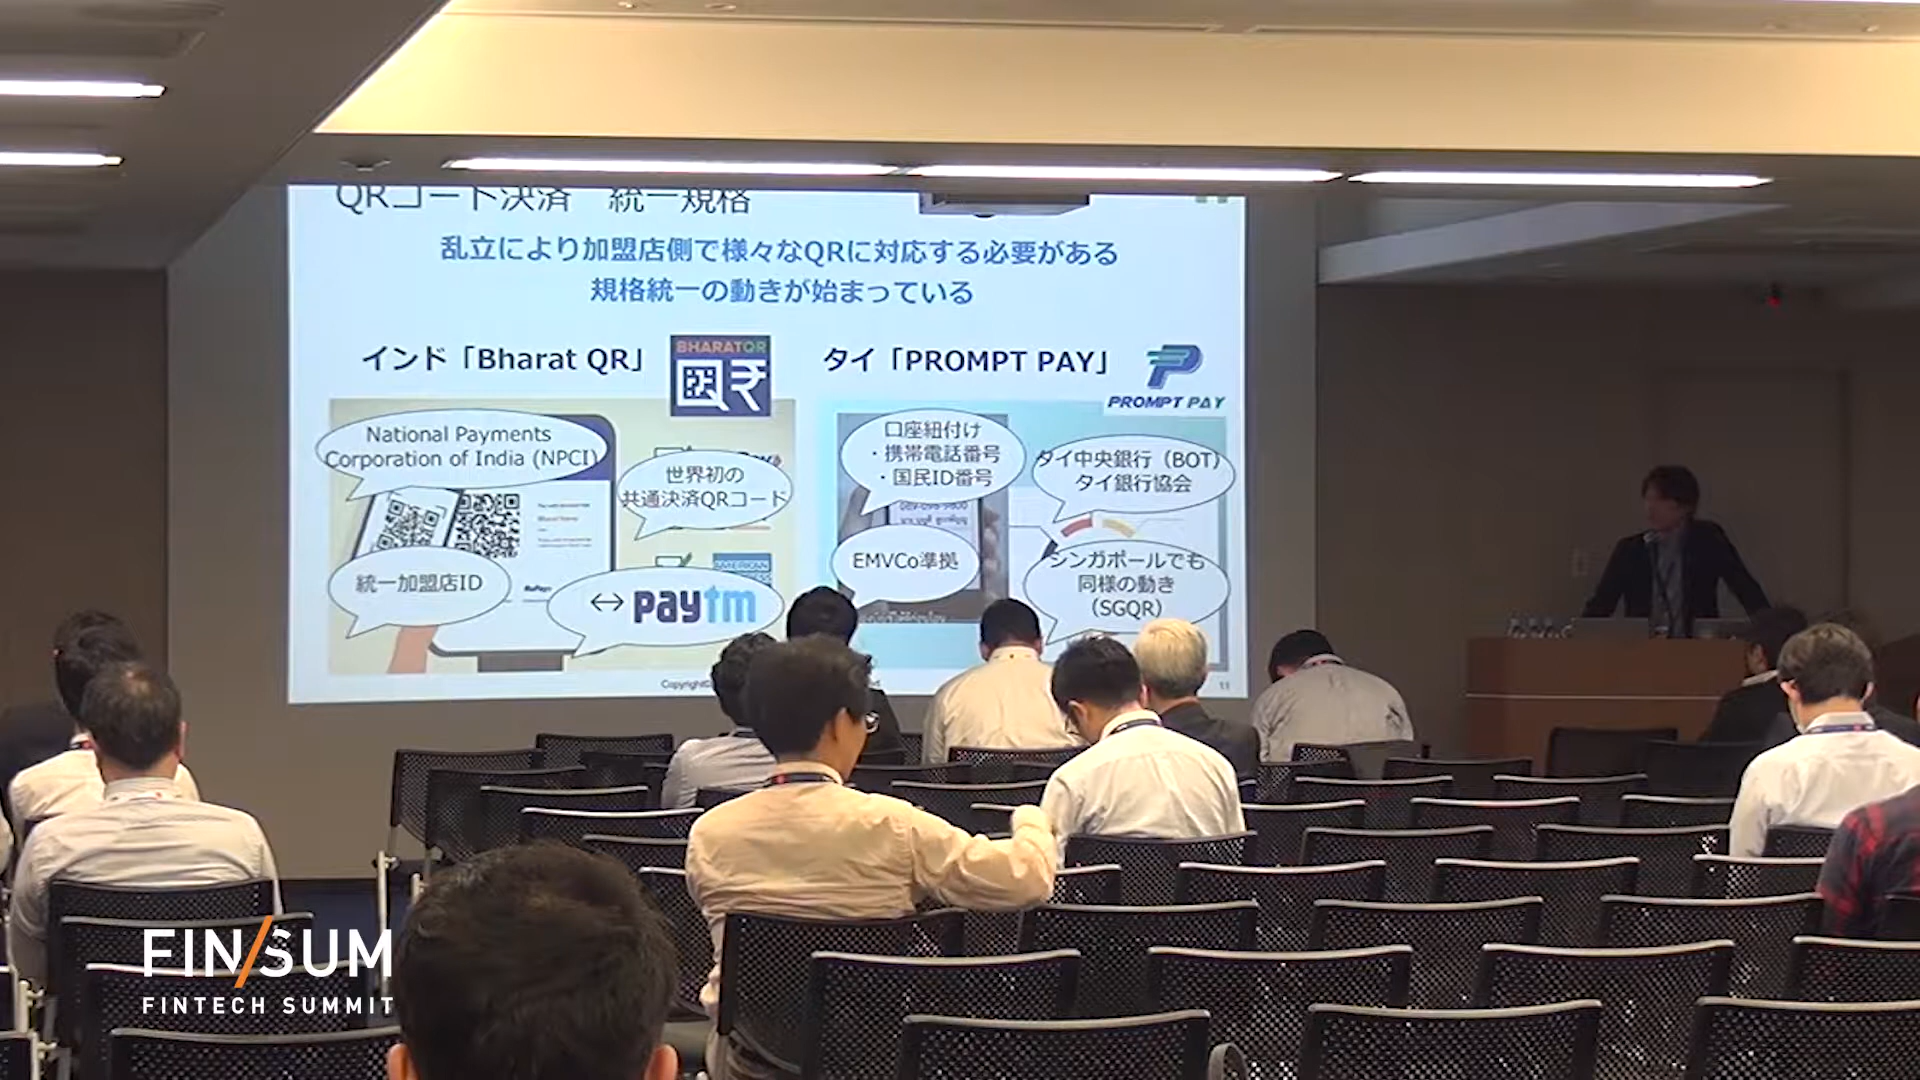 QRコード決済 統一規格
乱立により加盟店側で様々なQRに対応する必要がある
規格統一の動きが始まっている
インド「Bharat QR」
BHARATQR
タイ「PROMPT PAY」
PROMPT PAY
National Payments
Corporation of India (NPCI)
世界初の
共通決済QRコード
統一加盟店ID
↔ paytm
口座紐付け
・携帯電話番号
・国民ID番号
タイ中央銀行（BOT）
タイ銀行協会
EMVCo準拠
シンガポールでも
同様の動き
（SGQR）
AMERICAN
Copyright
11
FIN/SUM
FINTECH SUMMIT